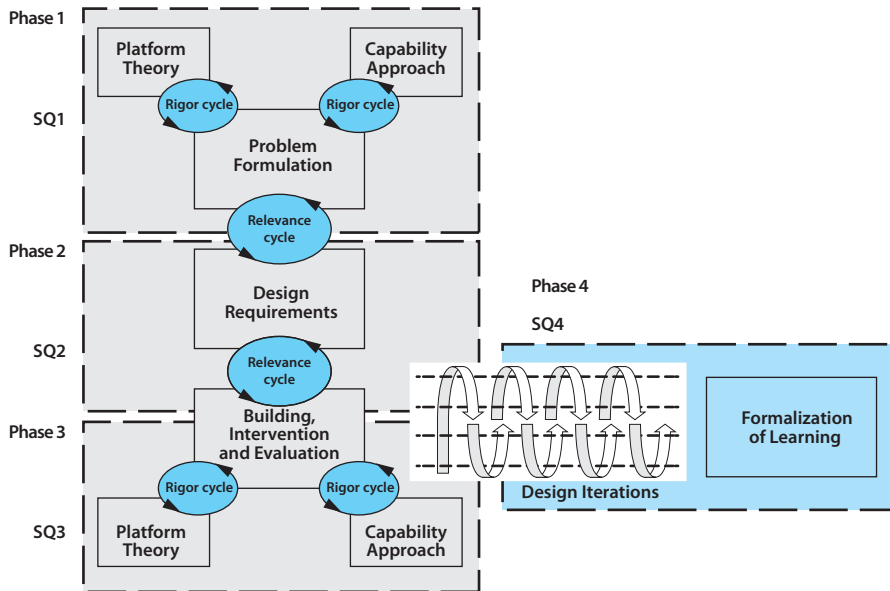 Phase 1
Platform
Theory
Capability
Approach
Rigor cycle
Rigor cycle
SQ1
Problem
Formulation
Relevance
cycle
Phase 2
Design
Requirements
SQ2
Relevance
cycle
Building,
Intervention
and Evaluation
Phase 3
Rigor cycle
Rigor cycle
SQ3
Platform
Theory
Capability
Approach
Phase 4
SQ4
Design Iterations
Formalization
of Learning